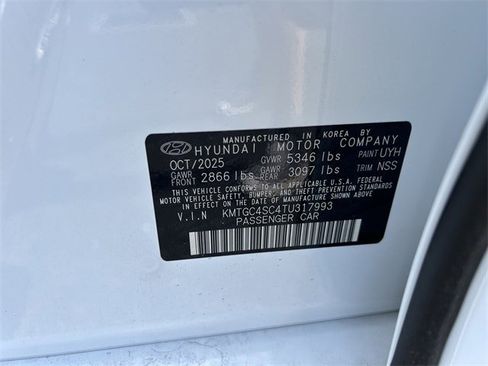 MANUFACTURED IN KOREA BY
HYUNDAI MOTOR COMPANY
OCT/2025 GVWR 5346 lbs PAINT UYH
GAWR FRONT 2866 lbs GAWR REAR 3097 lbs TRIM NSS
THIS VEHICLE CONFORMS TO ALL APPLICABLE U.S.A. FEDERAL
MOTOR VEHICLE SAFETY, BUMPER, AND THEFT PREVENTION STANDARDS
IN EFFECT ON THE DATE OF MANUFACTURE SHOWN ABOVE.
V.I.N KMTGC4SC4TU317993
PASSENGER CAR